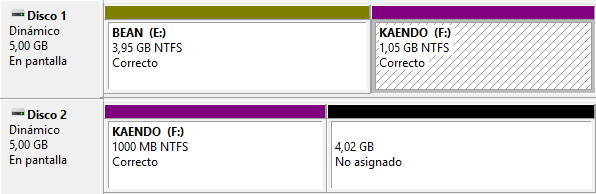 Disco 1
Dinámico
5,00 GB
En pantalla
BEAN (E:)
3,95 GB NTFS
Correcto
KAENDO (F:)
1,05 GB NTFS
Correcto
Disco 2
Dinámico
5,00 GB
En pantalla
KAENDO (F:)
1000 MB NTFS
Correcto
4,02 GB
No asignado